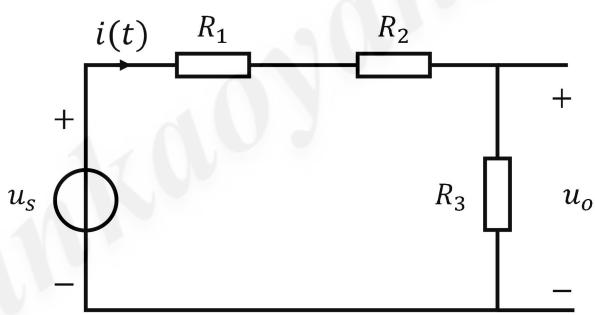 i(t)
R₁
R₂
+
+
uₛ
R₃
uₒ
−
−